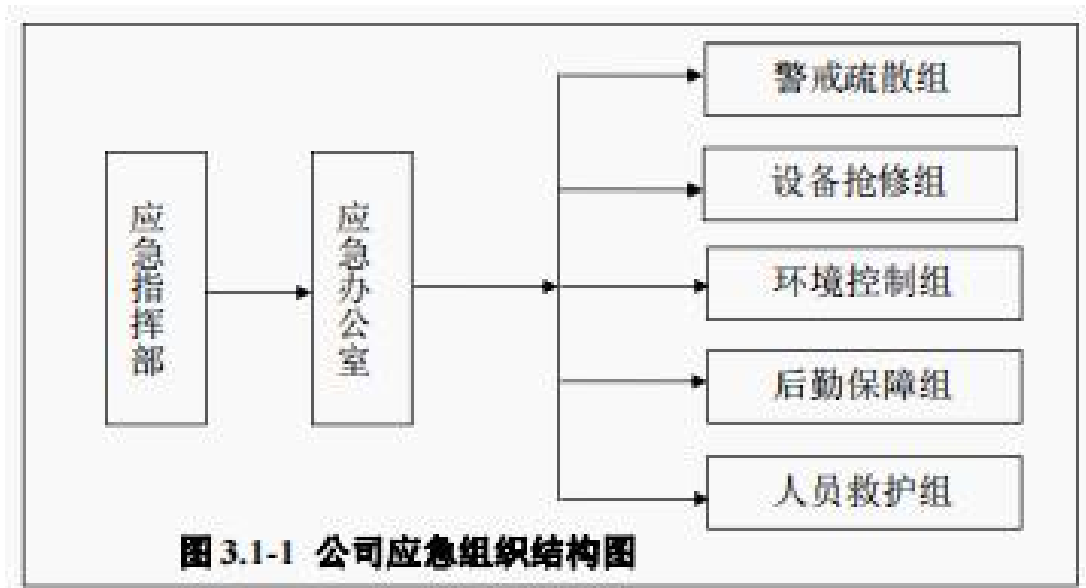 应急指挥部
应急办公室
警戒疏散组
设备抢修组
环境控制组
后勤保障组
人员救护组
图 3.1-1 公司应急组织结构图